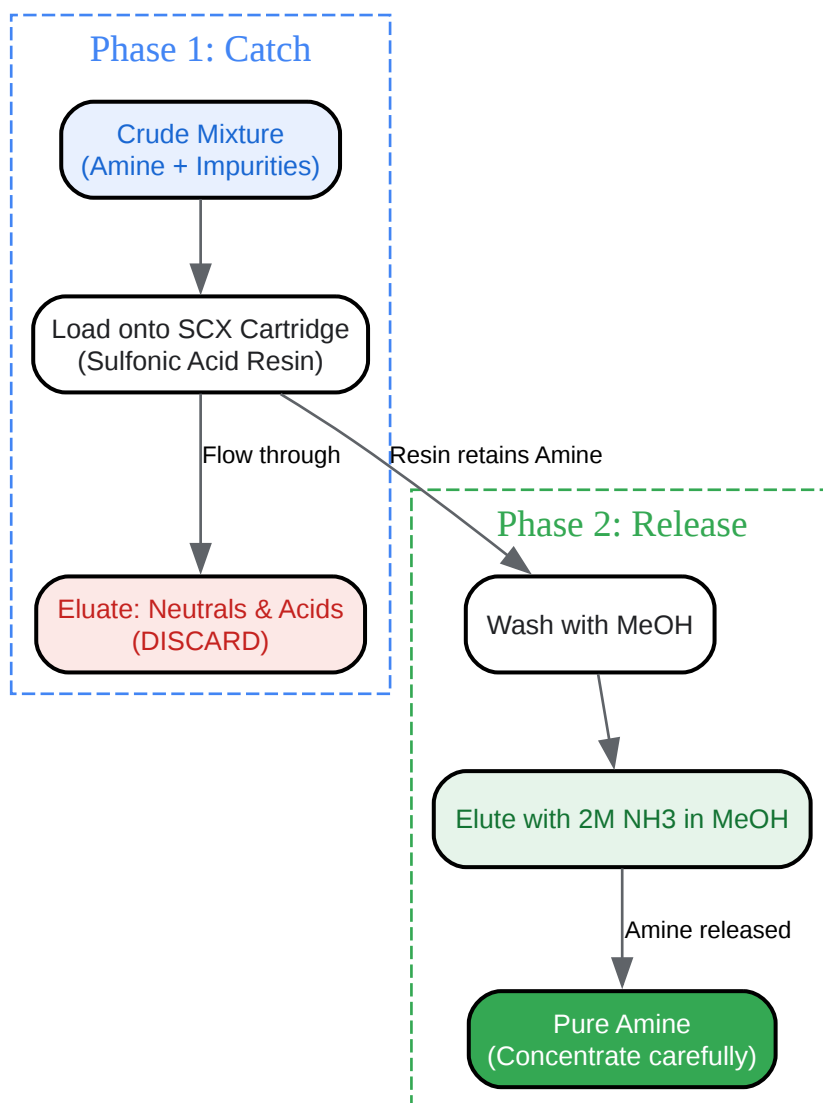 Phase 1: Catch
Crude Mixture
(Amine + Impurities)
Load onto SCX Cartridge
(Sulfonic Acid Resin)
Flow through
Resin retains Amine
Eluate: Neutrals & Acids
(DISCARD)
Phase 2: Release
Wash with MeOH
Elute with 2M NH3 in MeOH
Amine released
Pure Amine
(Concentrate carefully)